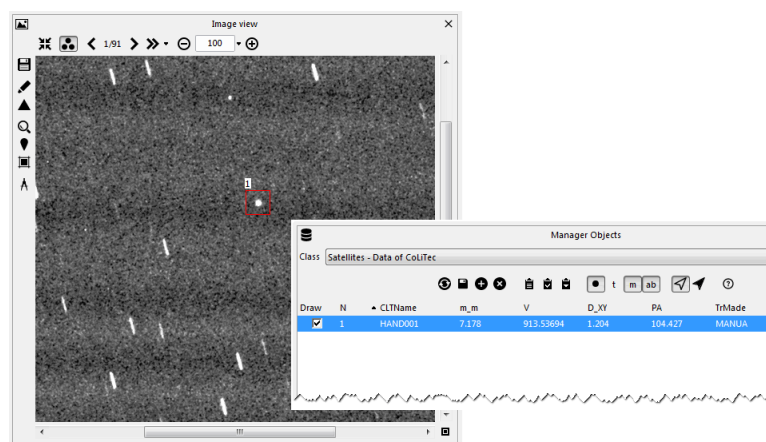 Image view
1/91
100
1
Manager Objects
Class Satellites - Data of CoLiTec
t m ab
Draw N CLTName m_m V D_XY PA TrMade
1 HAND001 7.178 913.53694 1.204 104.427 MANUA